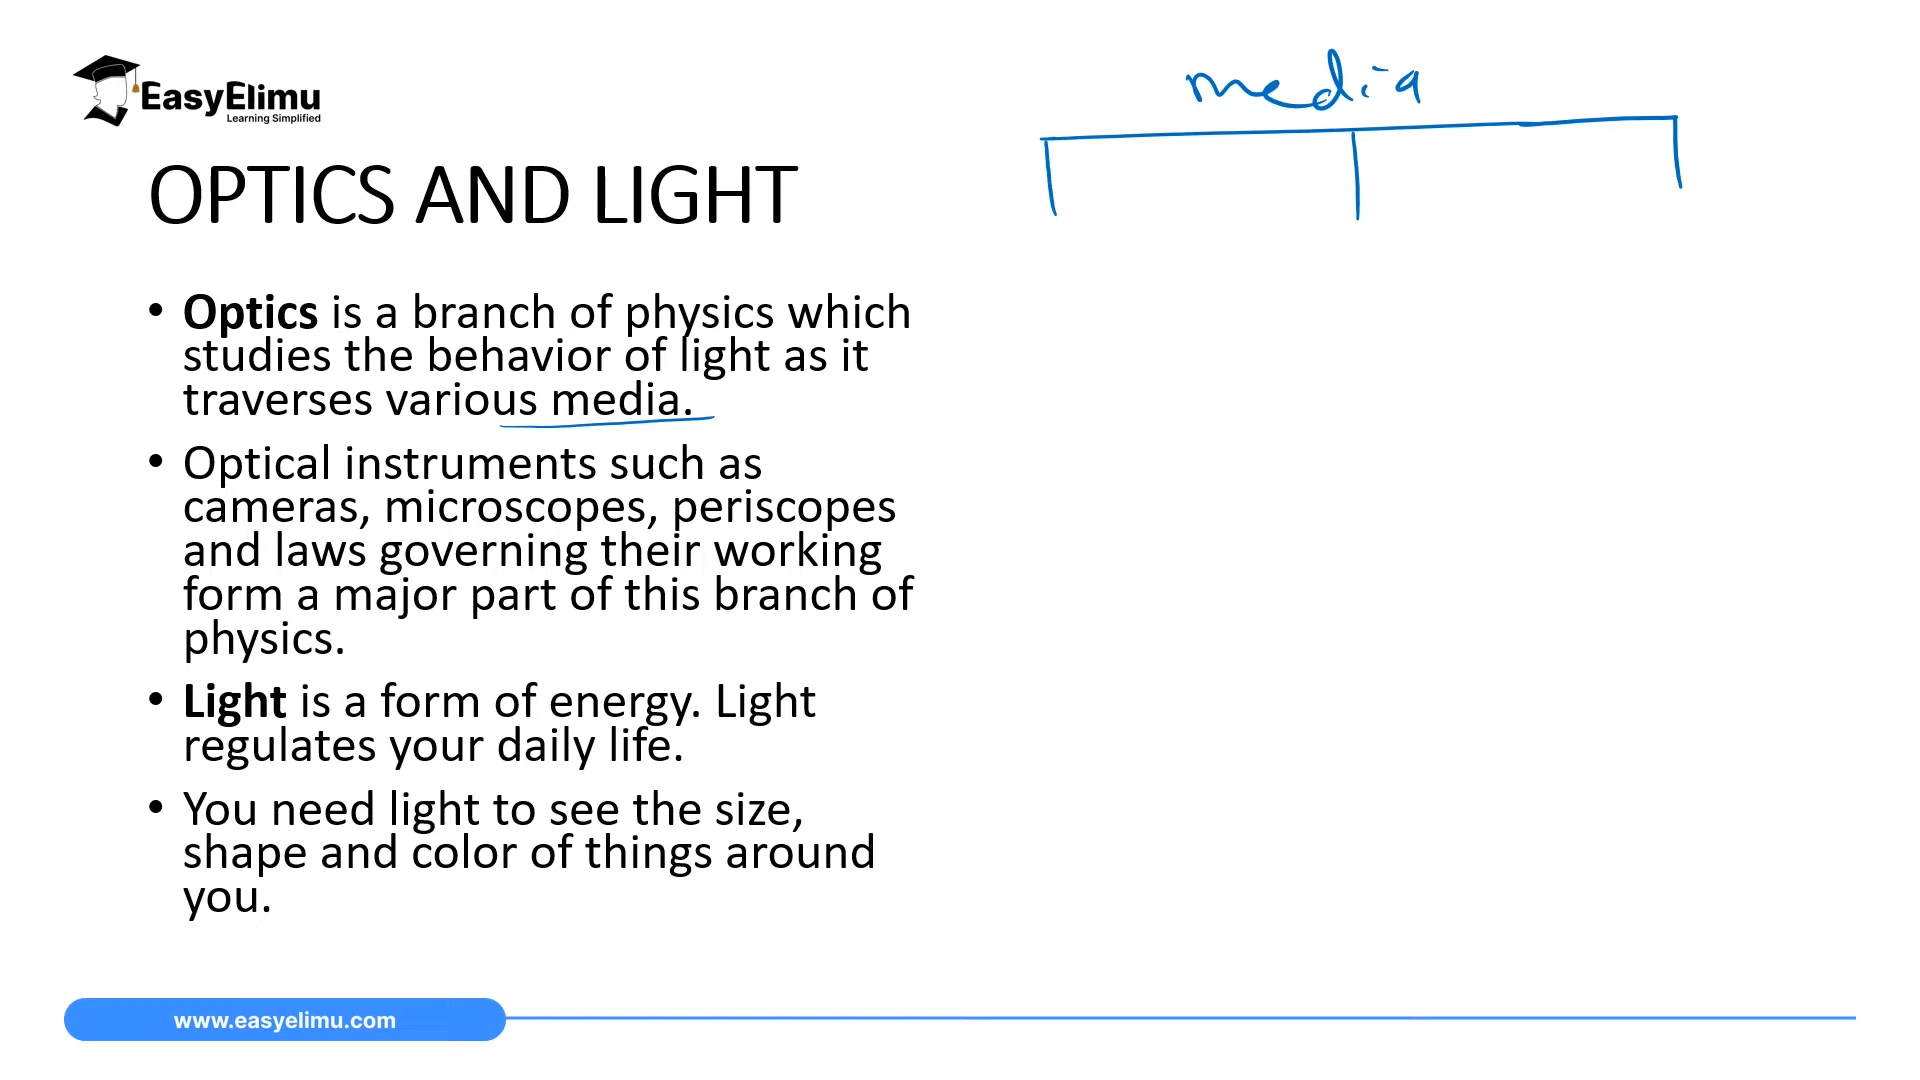 EasyElimu
Learning Simplified
media
OPTICS AND LIGHT
• Optics is a branch of physics which
studies the behavior of light as it
traverses various media.
• Optical instruments such as
cameras, microscopes, periscopes
and laws governing their working
form a major part of this branch of
physics.
• Light is a form of energy. Light
regulates your daily life.
• You need light to see the size,
shape and color of things around
you.
www.easyelimu.com